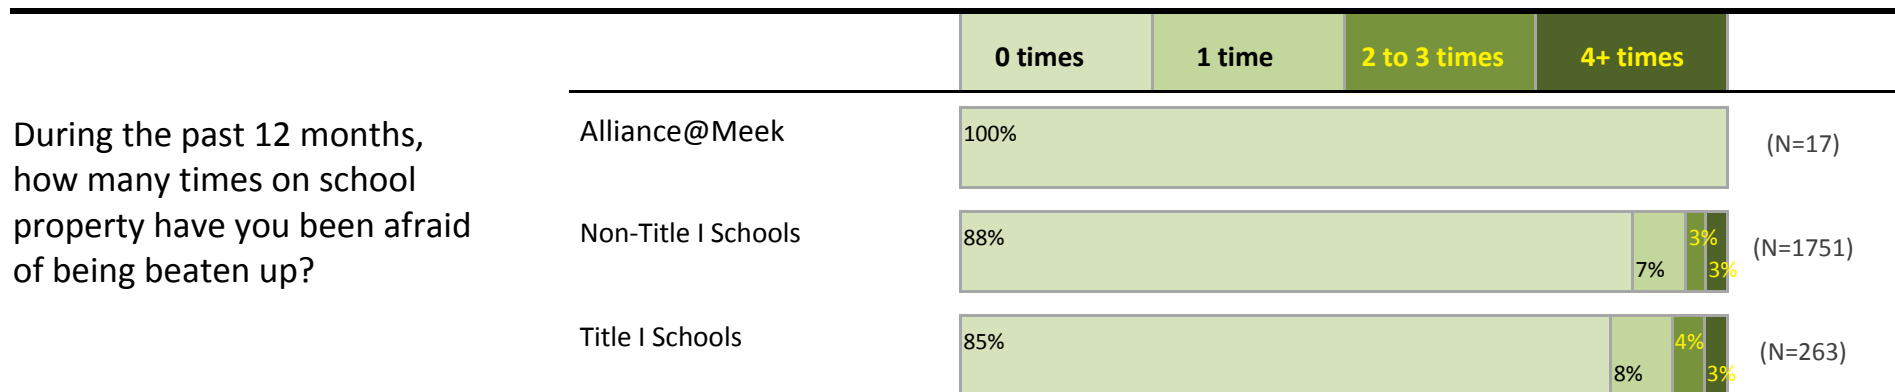 0 times 1 time 2 to 3 times 4+ times
During the past 12 months,
how many times on school
property have you been afraid
of being beaten up?
Alliance@Meek 100% (N=17)
Non-Title I Schools 88% 7% 3% 3% (N=1751)
Title I Schools 85% 8% 4% 3% (N=263)